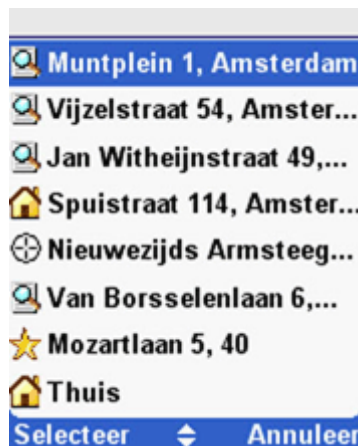 Muntplein 1, Amsterdam
Vijzelstraat 54, Amster...
Jan Witheijnstraat 49,...
Spuistraat 114, Amster...
Nieuwezijds Armsteeg...
Van Borsselenlaan 6,...
Mozartlaan 5, 40
Thuis
Selecteer Annuleer